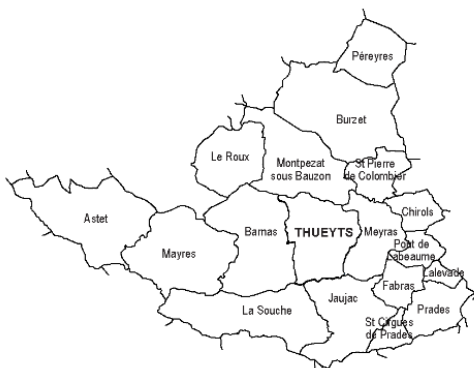 Péreyres
Burzet
Le Roux
Montpezat
sous Bauzon
St Pierre
de Colombier
Astet
Chirols
Mayres
Barnas
THUEYTS
Meyras
Pont de
Labeaume
Lalevade
Fabras
La Souche
Jaujac
Prades
St Cirgues
de Prades